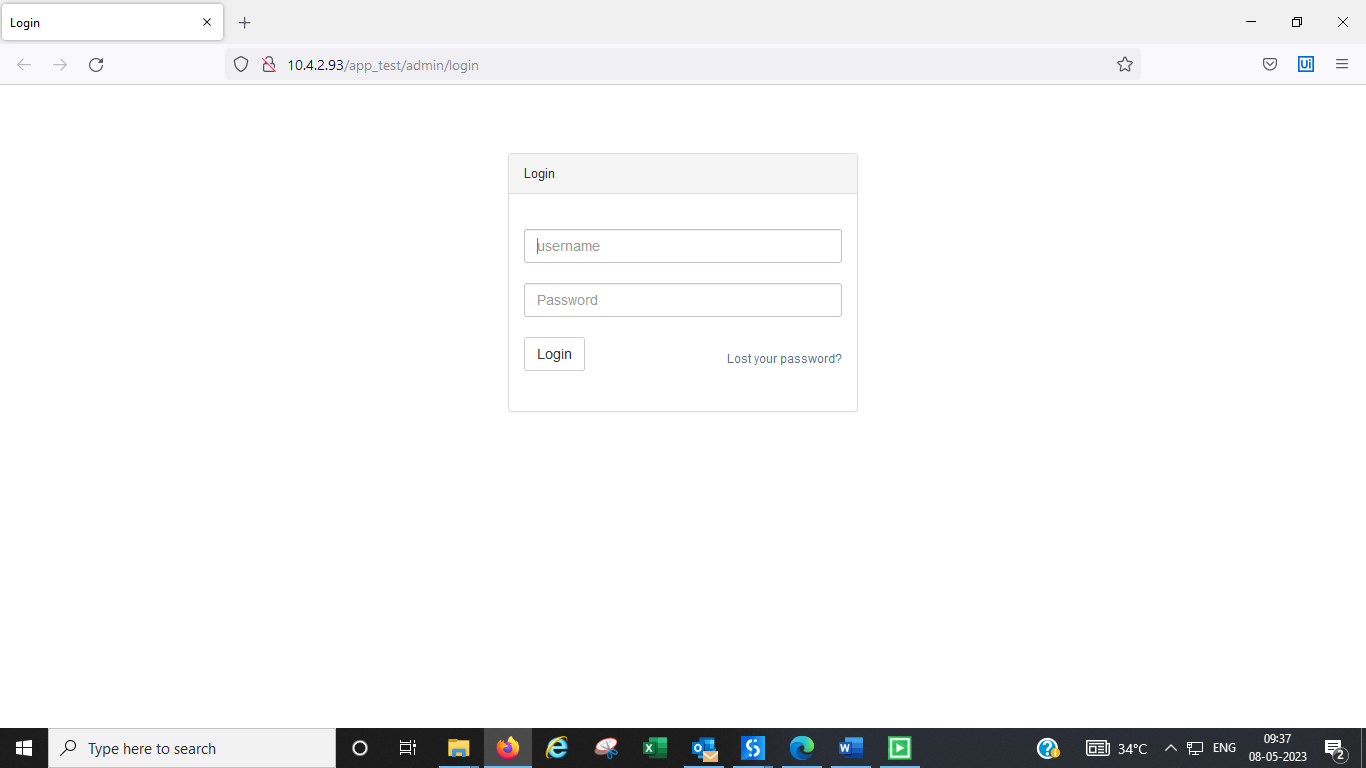 Login
10.4.2.93/app_test/admin/login
Ui
Login
username
Password
Login
Lost your password?
Type here to search
34°C
ENG
09:37
08-05-2023
2